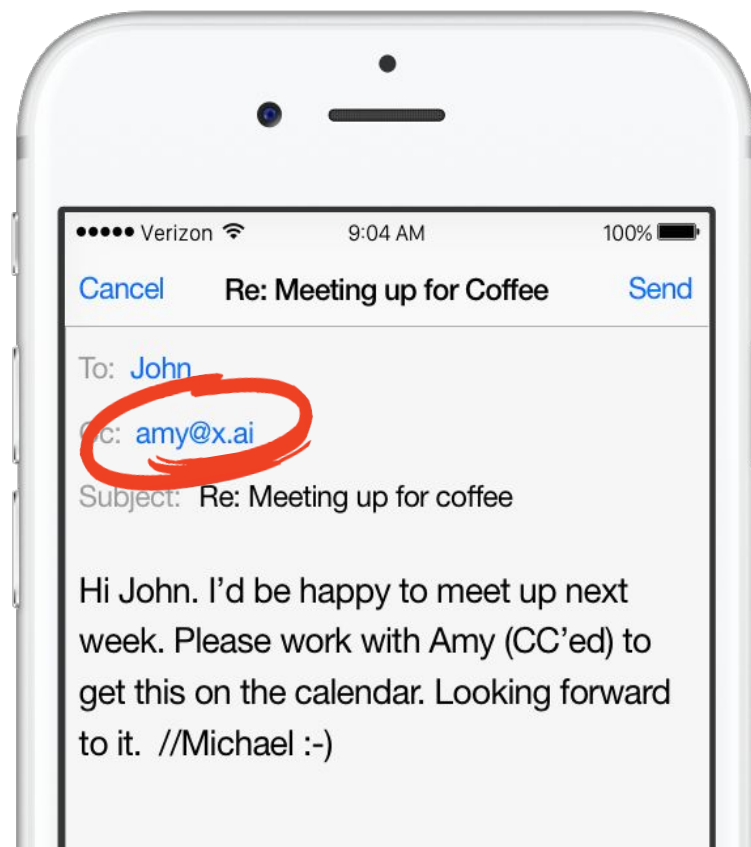 Verizon 9:04 AM 100%
Cancel Re: Meeting up for Coffee Send
To: John
Cc: amy@x.ai
Subject: Re: Meeting up for coffee
Hi John. I’d be happy to meet up next
week. Please work with Amy (CC’ed) to
get this on the calendar. Looking forward
to it. //Michael :-)